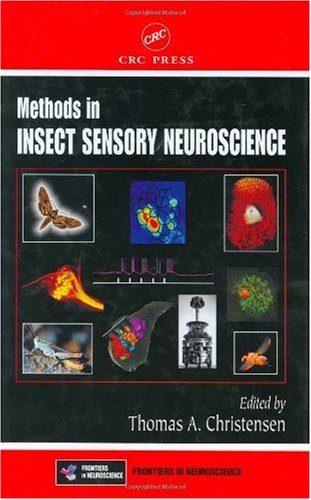 CRC
CRC PRESS
Methods in
INSECT SENSORY NEUROSCIENCE
Edited by
Thomas A. Christensen
FRONTIERS IN
NEUROSCIENCE
FRONTIERS IN NEUROSCIENCE